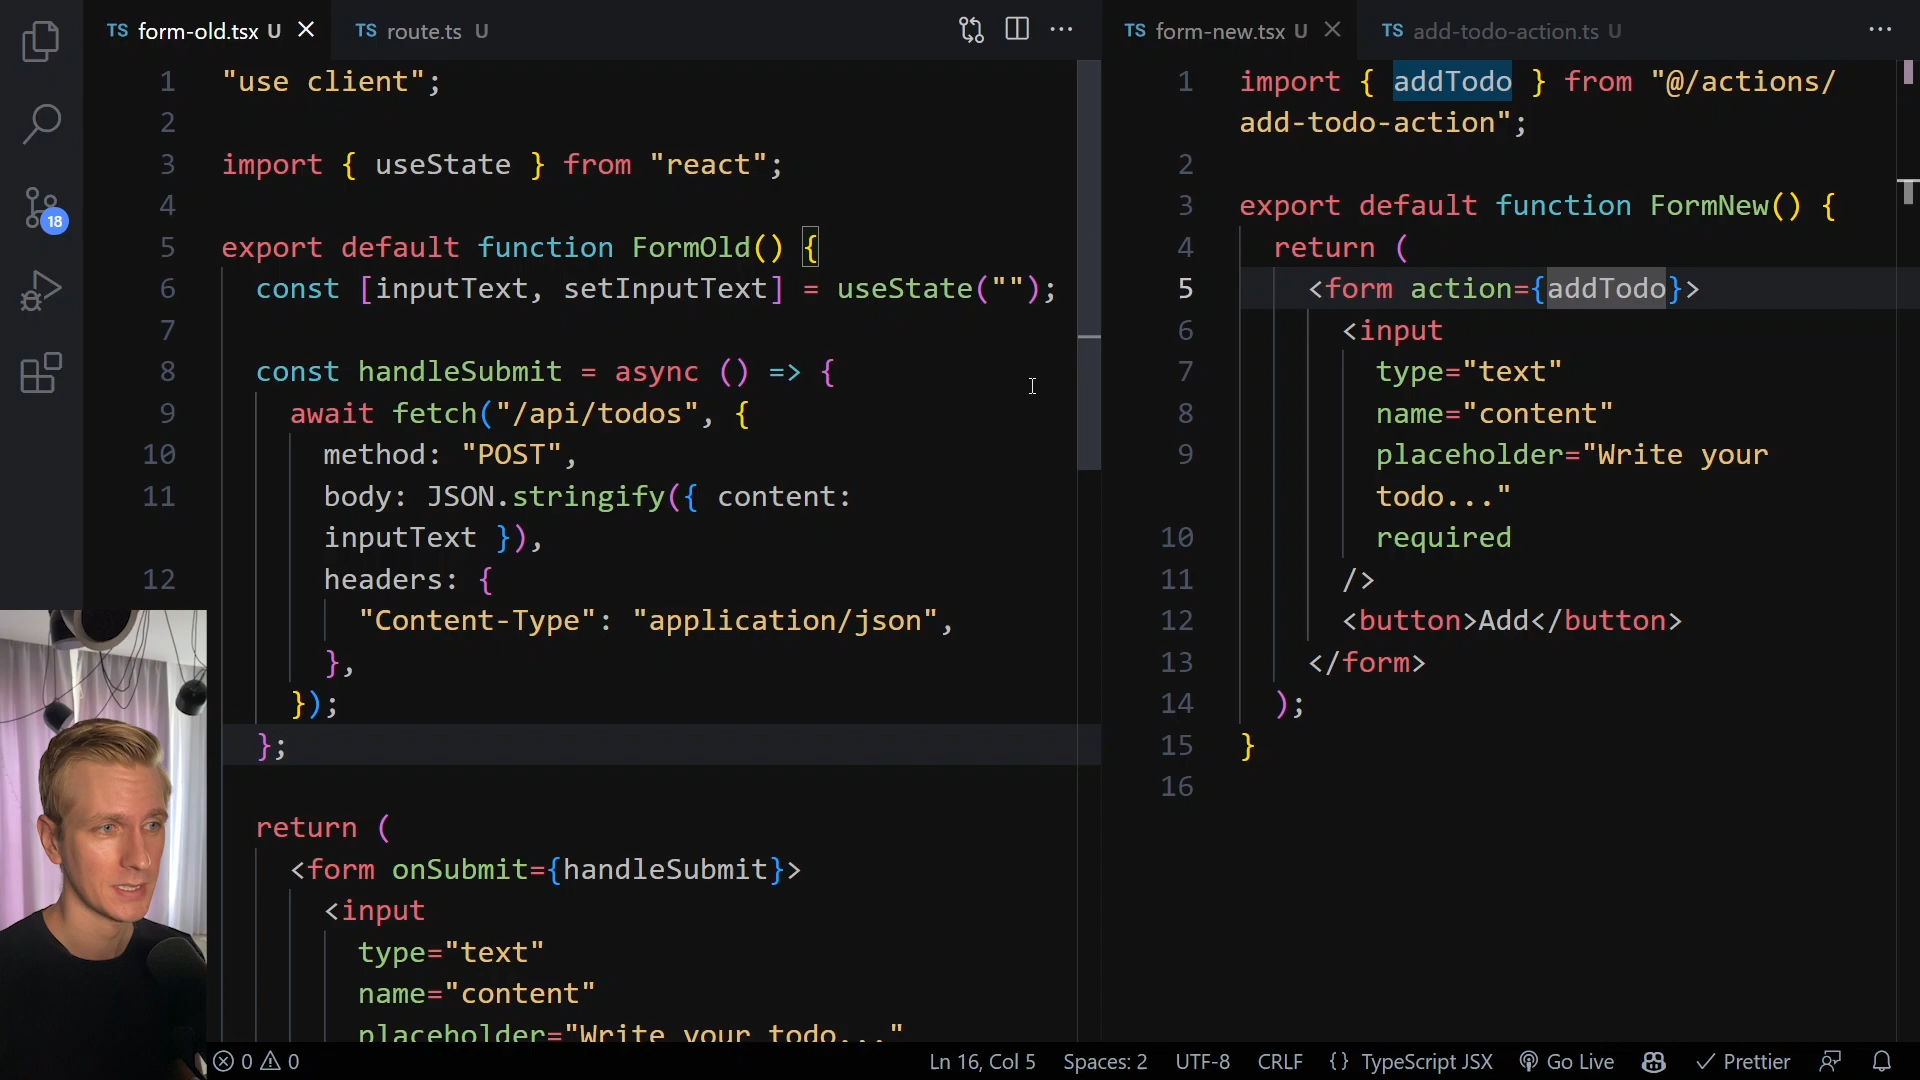 TS form-old.tsx U
TS route.ts U
TS form-new.tsx U
TS add-todo-action.ts U
18
1 "use client";
2
3 import { useState } from "react";
4
5 export default function FormOld() {
6 const [inputText, setInputText] = useState("");
7
8 const handleSubmit = async () => {
9 await fetch("/api/todos", {
10 method: "POST",
11 body: JSON.stringify({ content:
inputText }),
12 headers: {
"Content-Type": "application/json",
},
});
};
return (
<form onSubmit={handleSubmit}>
<input
type="text"
name="content"
placeholder="Write your todo..."
1 import { addTodo } from "@/actions/
add-todo-action";
2
3 export default function FormNew() {
4 return (
5 <form action={addTodo}>
6 <input
7 type="text"
8 name="content"
9 placeholder="Write your
todo..."
10 required
11 />
12 <button>Add</button>
13 </form>
14 );
15 }
16
0 0
Ln 16, Col 5
Spaces: 2
UTF-8
CRLF
{ } TypeScript JSX
Go Live
Prettier